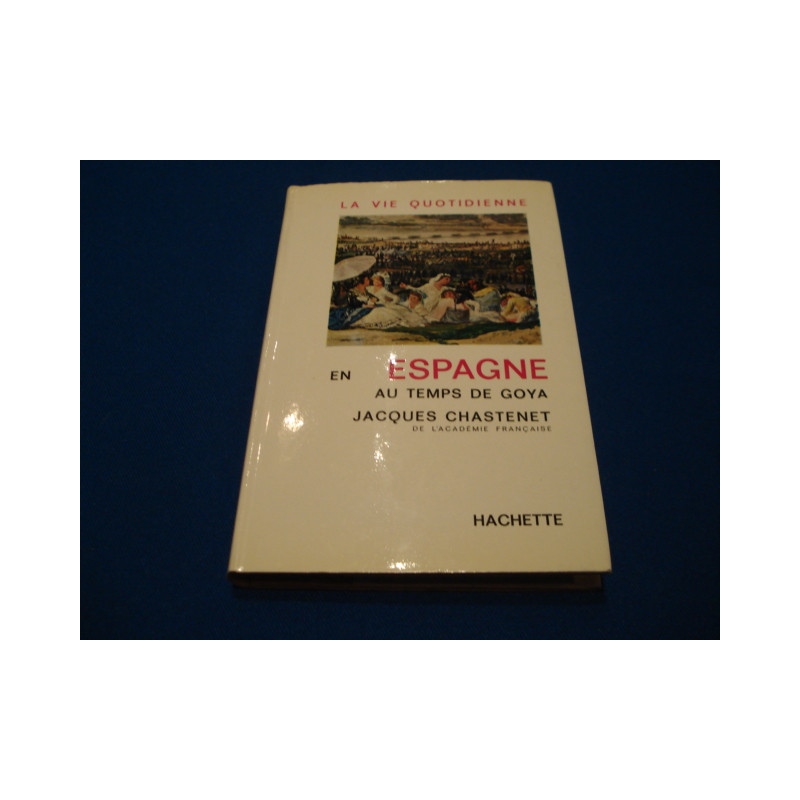 LA VIE QUOTIDIENNE
EN ESPAGNE
AU TEMPS DE GOYA
JACQUES CHASTENET
DE L'ACADÉMIE FRANÇAISE
HACHETTE